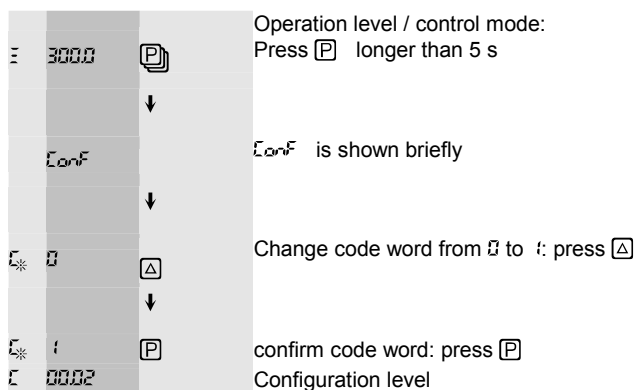 Operation level / control mode:
Ξ 300.0 P Press P longer than 5 s
ConF ConF is shown briefly
C 0 Change code word from 0 to 1: press △
C 1 P confirm code word: press P
C 00.02 Configuration level